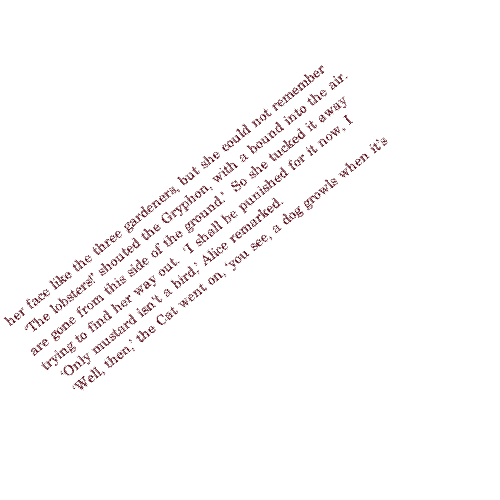 her face like the three gardeners, but she could not remember
‘The lobsters!’ shouted the Gryphon, with a bound into the air.
are gone from this side of the ground.’ So she tucked it away
trying to find her way out. ‘I shall be punished for it now, I
‘Only mustard isn’t a bird,’ Alice remarked.
‘Well, then,’ the Cat went on, ‘you see, a dog growls when it’s